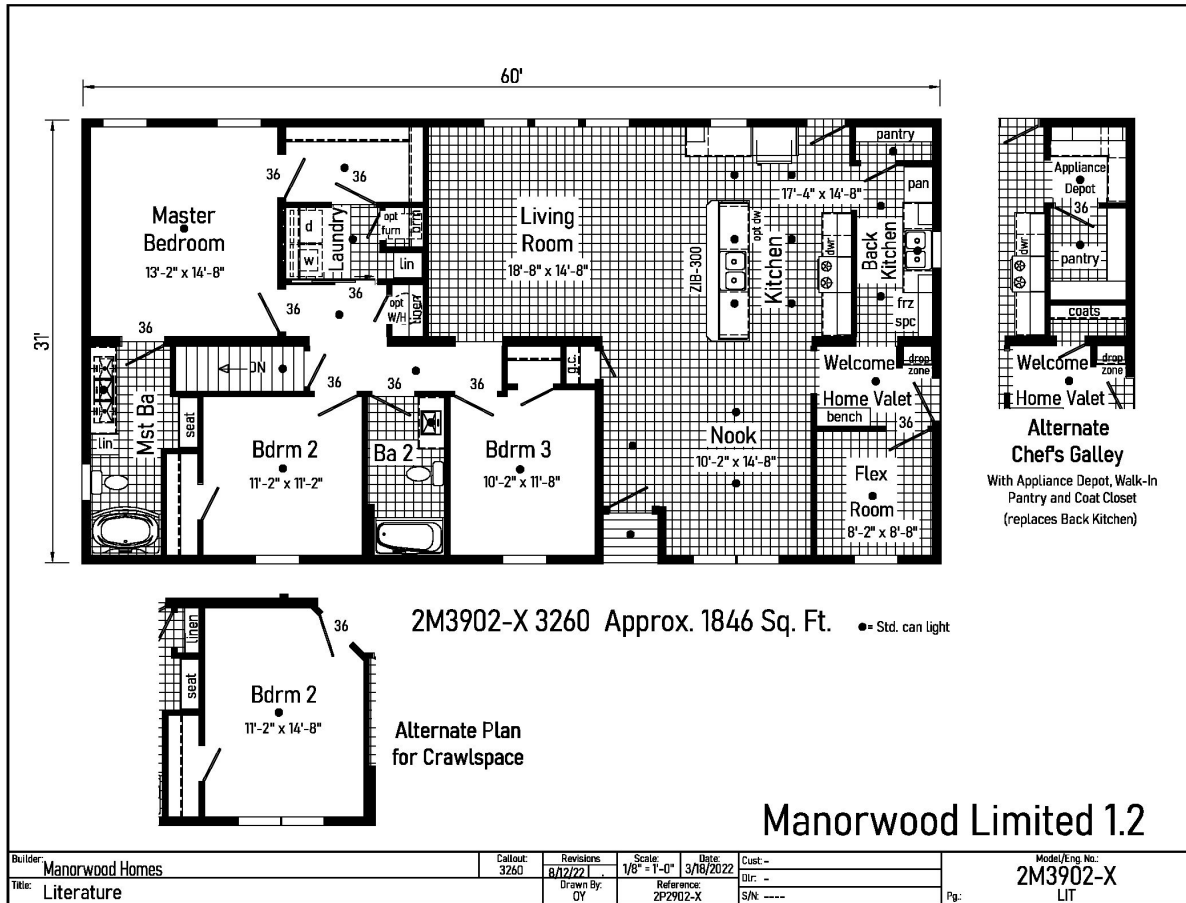 60'
31'
Master
Bedroom
13'-2" x 14'-8"
36
36
d
w
Laundry
opt
furn
brm
lin
36
36
opt
W/H
linen
Living
Room
18'-8" x 14'-8"
ZIB-300
opt dw
Kitchen
17'-4" x 14'-8"
dwr
pantry
pan
Back
Kitchen
frz
spc
36
Mst Ba
lin
DN
seat
36
36
36
g.c.
Bdrm 2
11'-2" x 11'-2"
Ba 2
Bdrm 3
10'-2" x 11'-8"
Nook
10'-2" x 14'-8"
Welcome
Home Valet
drop
zone
bench
36
Flex
Room
8'-2" x 8'-8"
Appliance
Depot
36
pantry
dwr
coats
Welcome
Home Valet
drop
zone
Alternate
Chef's Galley
With Appliance Depot, Walk-In
Pantry and Coat Closet
(replaces Back Kitchen)
2M3902-X 3260 Approx. 1846 Sq. Ft.
= Std. can light
linen
seat
36
Bdrm 2
11'-2" x 14'-8"
Alternate Plan
for Crawlspace
Manorwood Limited 1.2
Builder: Manorwood Homes
Title: Literature
Callout:
3260
Revisions
8/12/22
Scale:
1/8" = 1'-0"
Date:
3/18/2022
Drawn By:
OY
Reference:
2P2902-X
Cust: -
Dlr: -
S/N: ----
Model/Eng. No.:
2M3902-X
Pg.: LIT